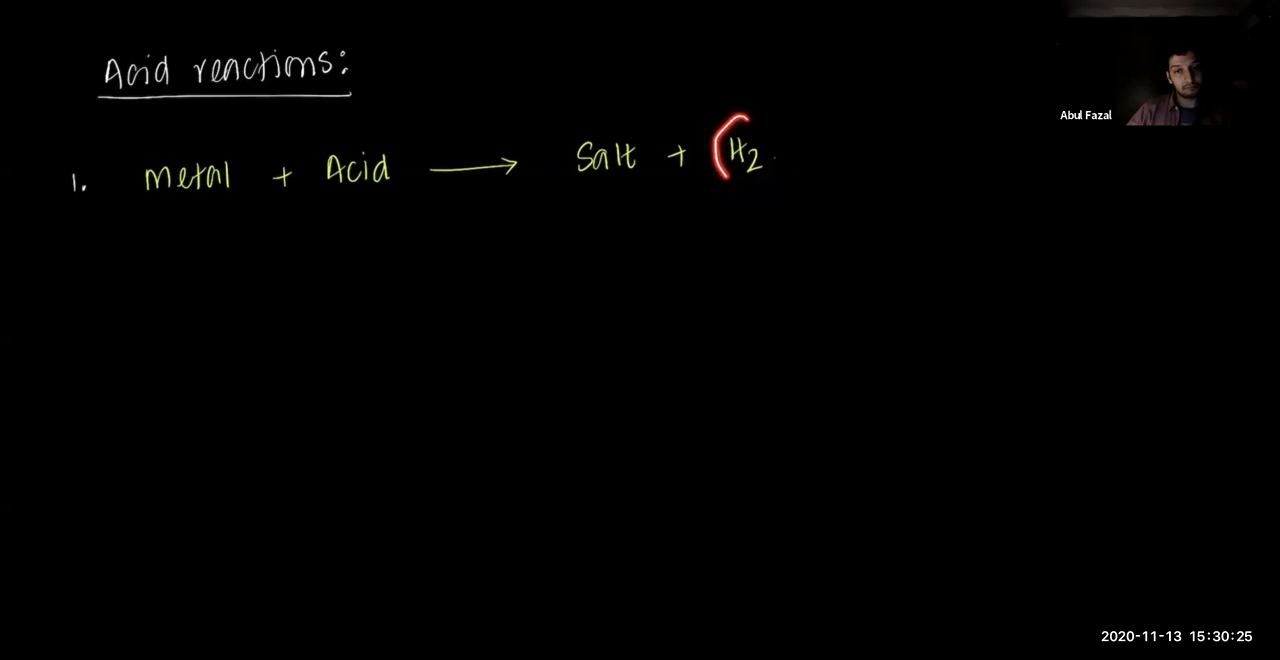 Acid reactions:
Abul Fazal
1. Metal + Acid ⟶ Salt + H₂
2020-11-13 15:30:25